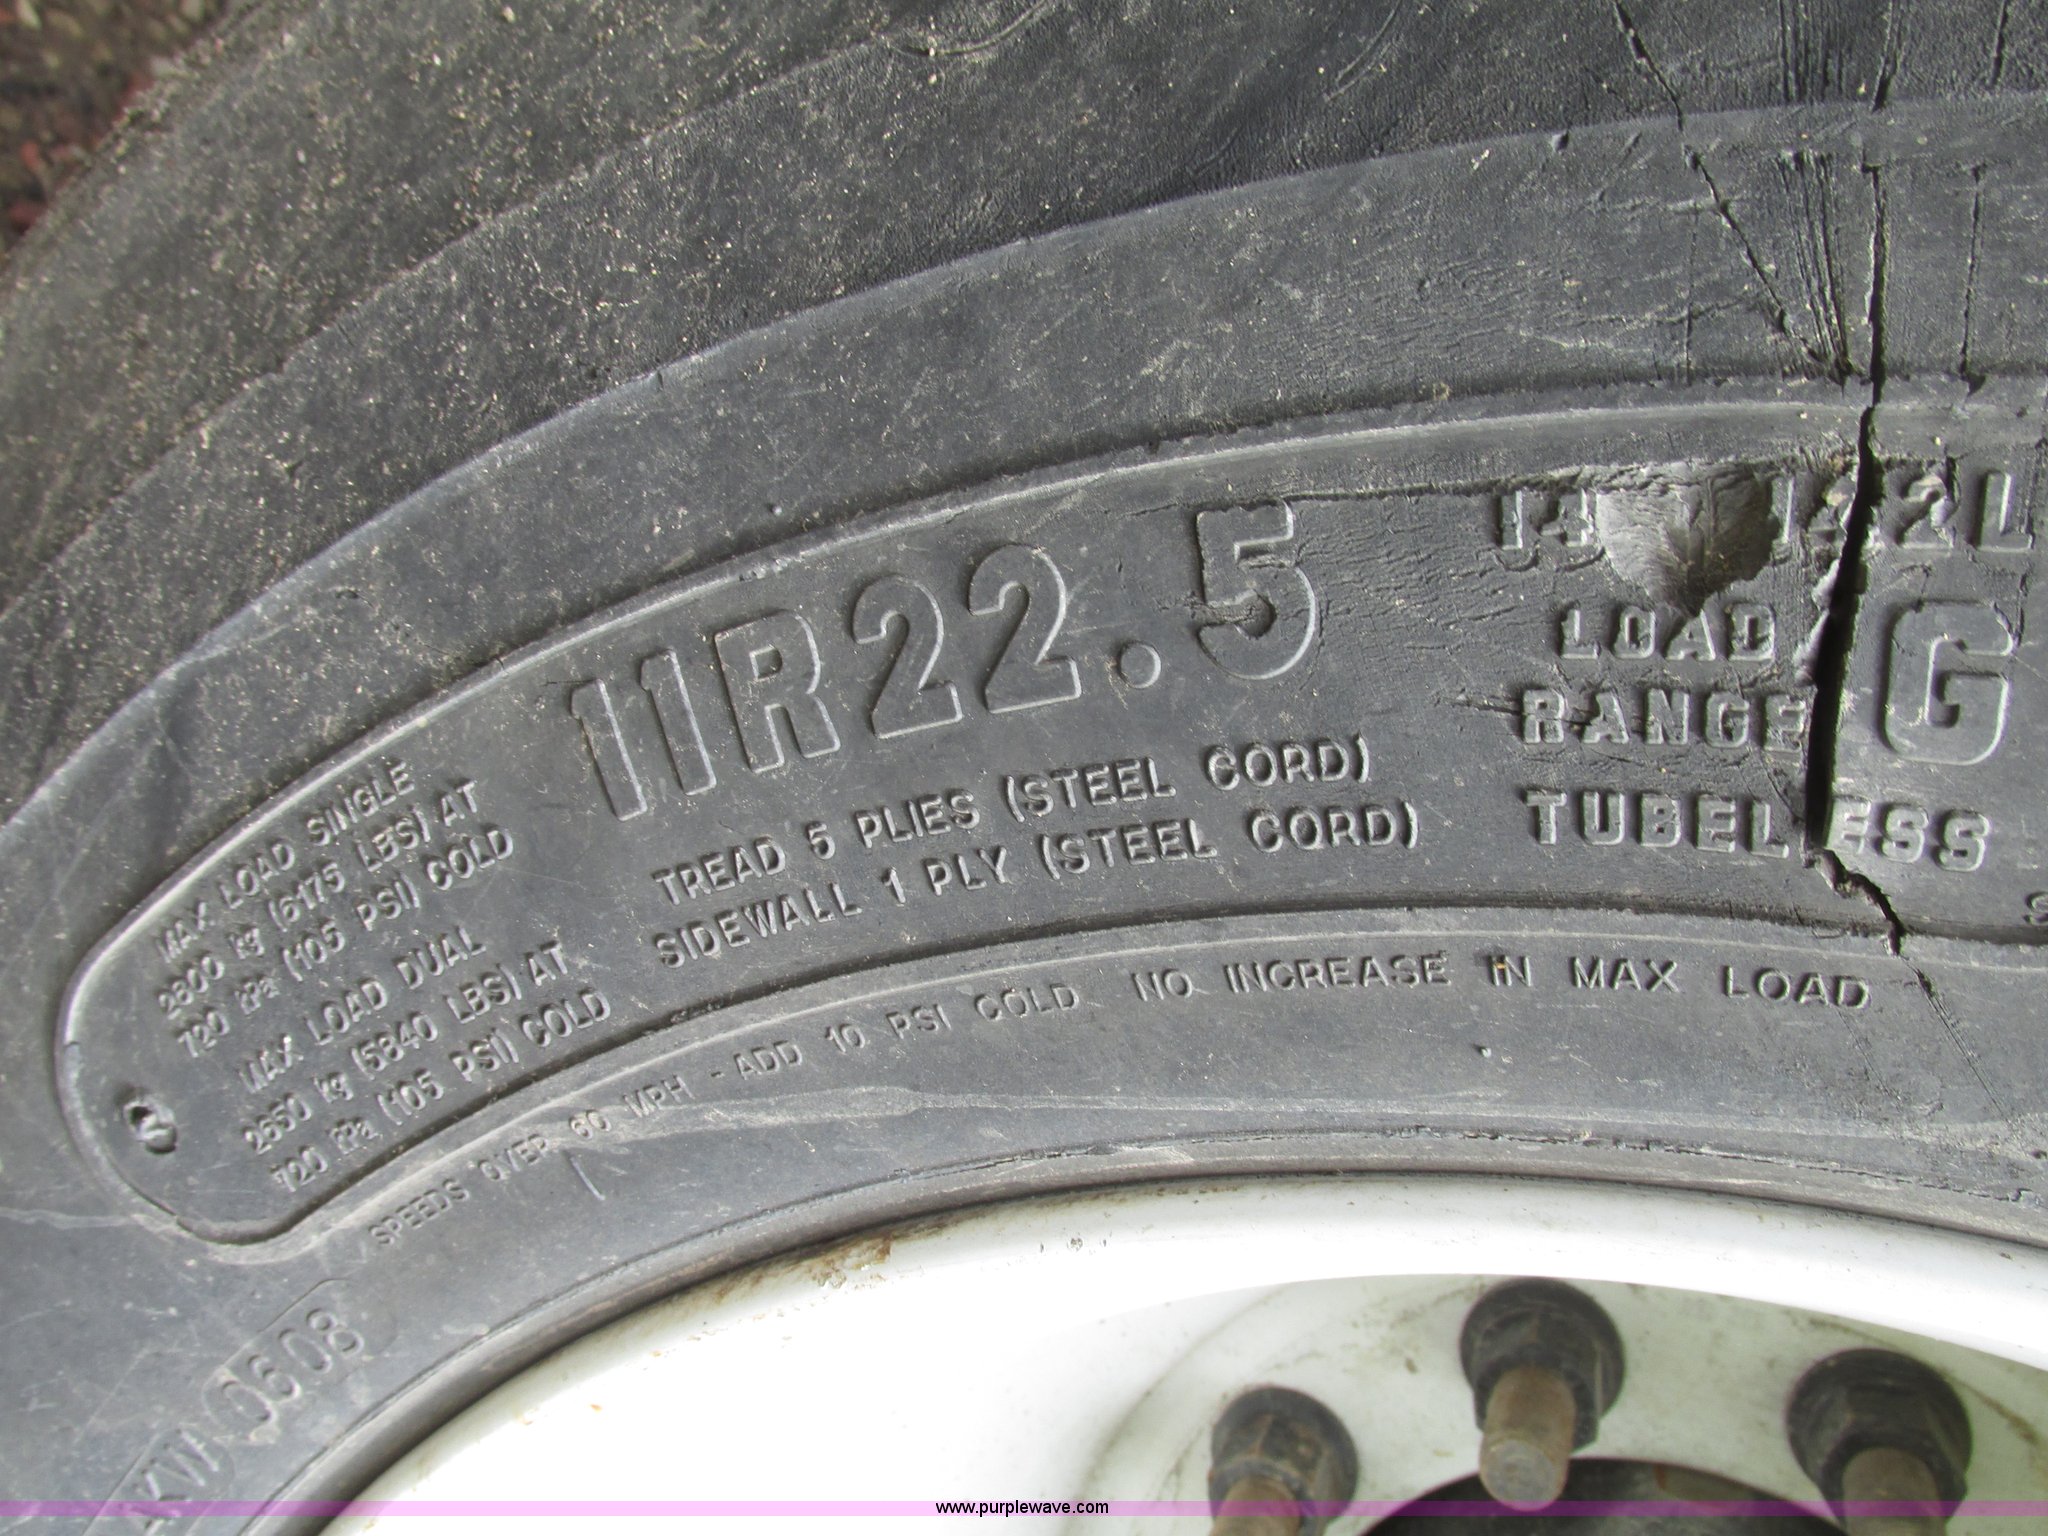 11R22.5
LOAD
RANGE G
TUBELESS
TREAD 5 PLIES (STEEL CORD)
SIDEWALL 1 PLY (STEEL CORD)
MAX LOAD SINGLE
2800 kg (6175 LBS) AT
720 kPa (105 PSI) COLD
MAX LOAD DUAL
2650 kg (5840 LBS) AT
720 kPa (105 PSI) COLD
SPEEDS OVER 60 MPH - ADD 10 PSI COLD NO INCREASE IN MAX LOAD
0608
www.purplewave.com